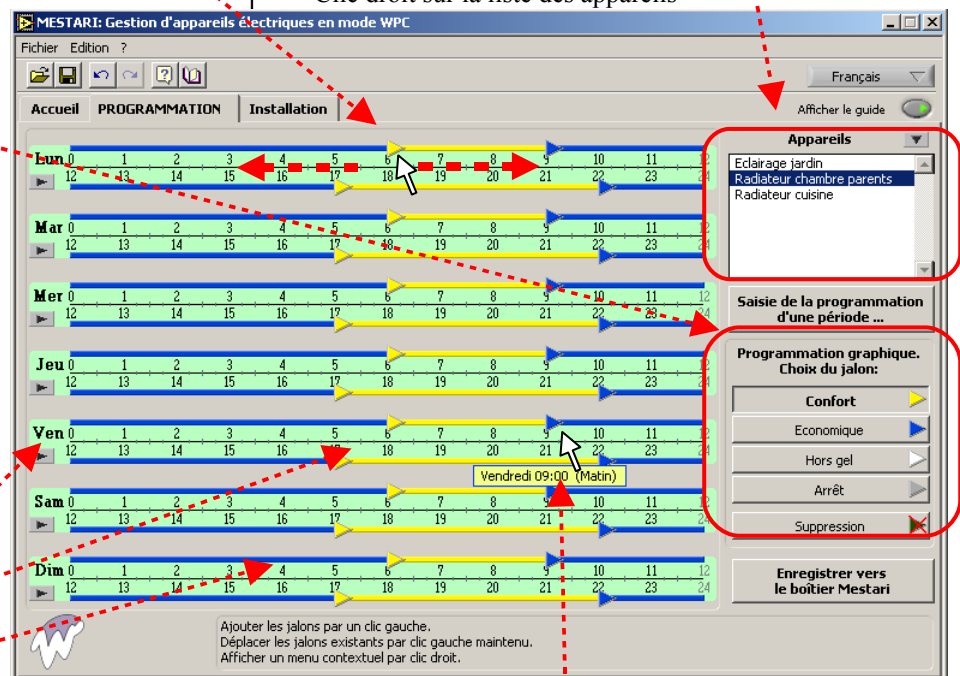 Clic droit sur la liste des appareils
MESTARI: Gestion d'appareils électriques en mode WPC
Fichier Edition ?
Français
Accueil PROGRAMMATION Installation
Afficher le guide
Appareils
Eclairage jardin
Radiateur chambre parents
Radiateur cuisine
Saisie de la programmation
d'une période ...
Programmation graphique.
Choix du jalon:
Confort
Economique
Hors gel
Arrêt
Suppression
Enregistrer vers
le boîtier Mestari
Lun 0 1 2 3 4 5 6 7 8 9 10 11 12
12 13 14 15 16 17 18 19 20 21 22 23 24
Mar 0 1 2 3 4 5 6 7 8 9 10 11 12
12 13 14 15 16 17 18 19 20 21 22 23 24
Mer 0 1 2 3 4 5 6 7 8 9 10 11 12
12 13 14 15 16 17 18 19 20 21 22 23 24
Jeu 0 1 2 3 4 5 6 7 8 9 10 11 12
12 13 14 15 16 17 18 19 20 21 22 23 24
Ven 0 1 2 3 4 5 6 7 8 9 10 11 12
12 13 14 15 16 17 18 19 20 21 22 23 24
Vendredi 09:00 (Matin)
Sam 0 1 2 3 4 5 6 7 8 9 10 11 12
12 13 14 15 16 17 18 19 20 21 22 23 24
Dim 0 1 2 3 4 5 6 7 8 9 10 11 12
12 13 14 15 16 17 18 19 20 21 22 23 24
Ajouter les jalons par un clic gauche.
Déplacer les jalons existants par clic gauche maintenu.
Afficher un menu contextuel par clic droit.